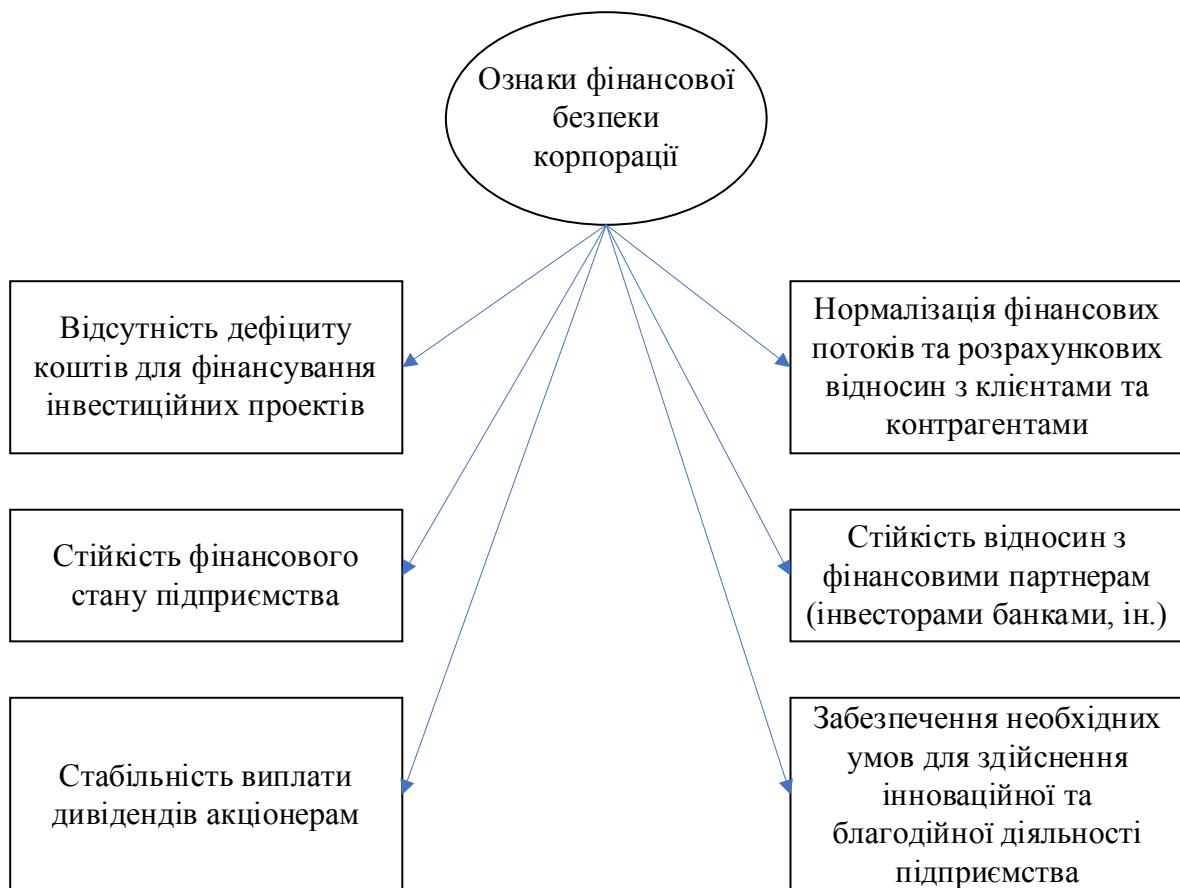 Ознаки фінансової
безпеки
корпорації
Відсутність дефіциту
коштів для фінансування
інвестиційних проектів
Нормалізація фінансових
потоків та розрахункових
відносин з клієнтами та
контрагентами
Стійкість фінансового
стану підприємства
Стійкість відносин з
фінансовими партнерам
(інвесторами банками, ін.)
Стабільність виплати
дивідендів акціонерам
Забезпечення необхідних
умов для здійснення
інноваційної та
благодійної діяльності
підприємства